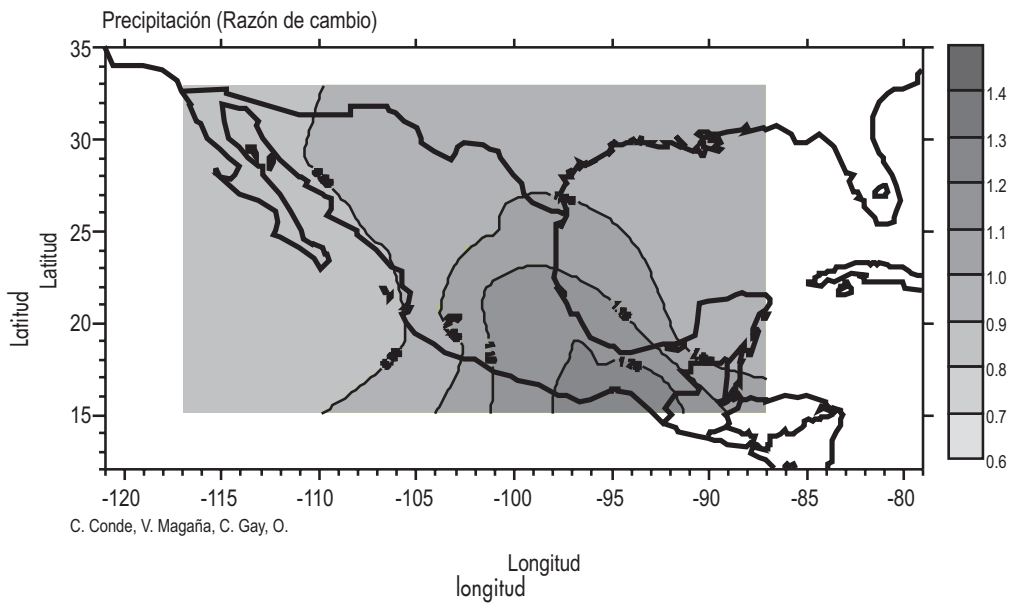 Precipitación (Razón de cambio)
35
30
25
20
15
Latitud
Latitud
-120 -115 -110 -105 -100 -95 -90 -85 -80
1.4
1.3
1.2
1.1
1.0
0.9
0.8
0.7
0.6
C. Conde, V. Magaña, C. Gay, O.
Longitud
longitud